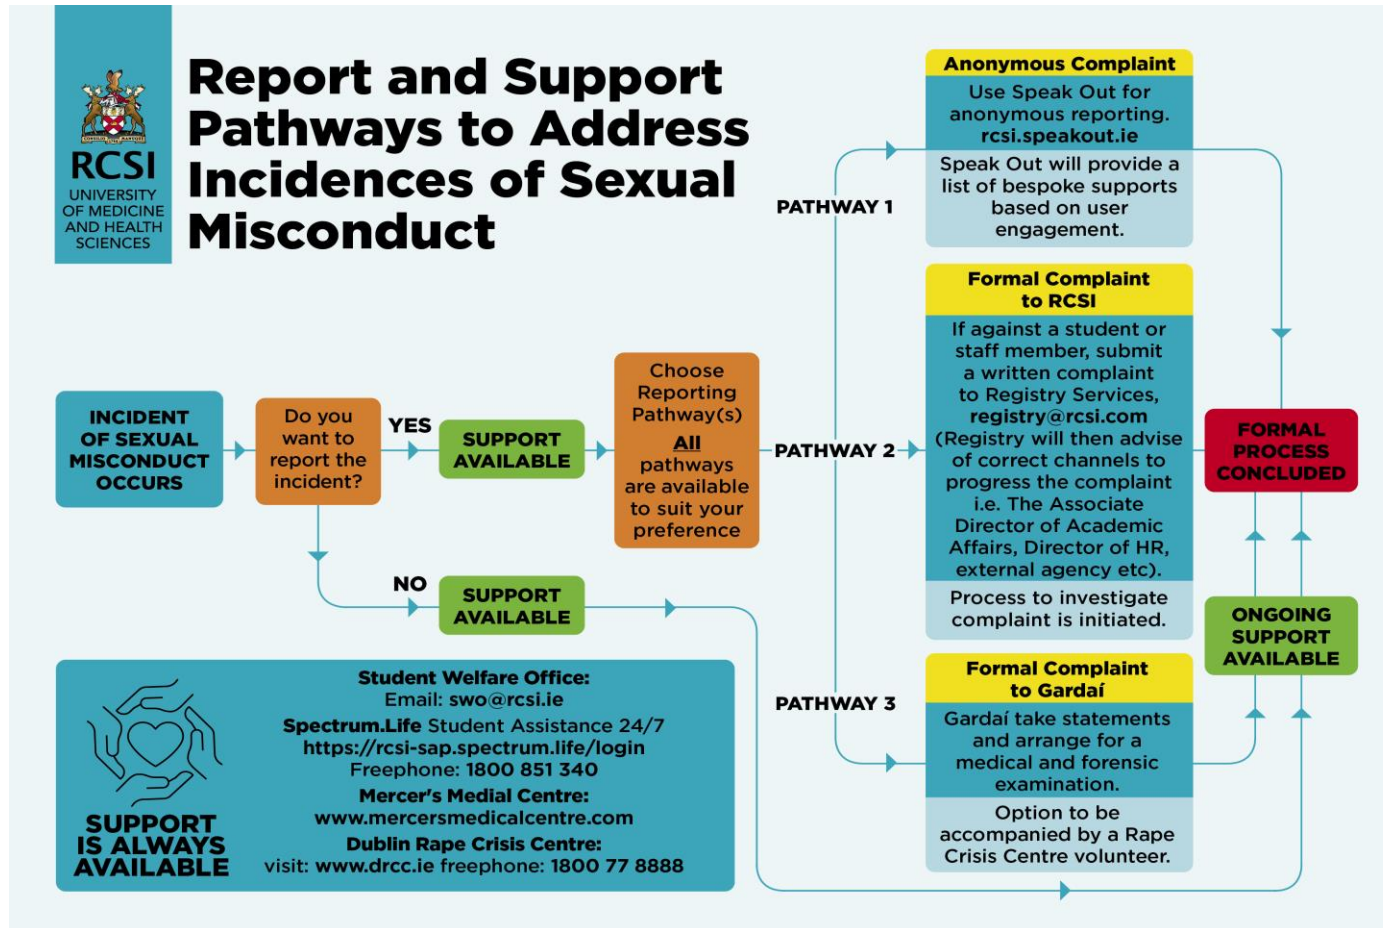 RCSI
UNIVERSITY
OF MEDICINE
AND HEALTH
SCIENCES
Report and Support
Pathways to Address
Incidences of Sexual
Misconduct
INCIDENT
OF SEXUAL
MISCONDUCT
OCCURS
Do you
want to
report the
incident?
YES
SUPPORT
AVAILABLE
NO
SUPPORT
AVAILABLE
Choose
Reporting
Pathway(s)
All
pathways
are available
to suit your
preference
PATHWAY 1
Anonymous Complaint
Use Speak Out for
anonymous reporting.
rcsi.speakout.ie
Speak Out will provide a
list of bespoke supports
based on user
engagement.
PATHWAY 2
Formal Complaint
to RCSI
If against a student or
staff member, submit
a written complaint
to Registry Services,
registry@rcsi.com
(Registry will then advise
of correct channels to
progress the complaint
i.e. The Associate
Director of Academic
Affairs, Director of HR,
external agency etc).
Process to investigate
complaint is initiated.
PATHWAY 3
Formal Complaint
to Gardaí
Gardaí take statements
and arrange for a
medical and forensic
examination.
Option to be
accompanied by a Rape
Crisis Centre volunteer.
FORMAL
PROCESS
CONCLUDED
ONGOING
SUPPORT
AVAILABLE
SUPPORT
IS ALWAYS
AVAILABLE
Student Welfare Office:
Email: swo@rcsi.ie
Spectrum.Life Student Assistance 24/7
https://rcsi-sap.spectrum.life/login
Freephone: 1800 851 340
Mercer's Medial Centre:
www.mercersmedicalcentre.com
Dublin Rape Crisis Centre:
visit: www.drcc.ie freephone: 1800 77 8888